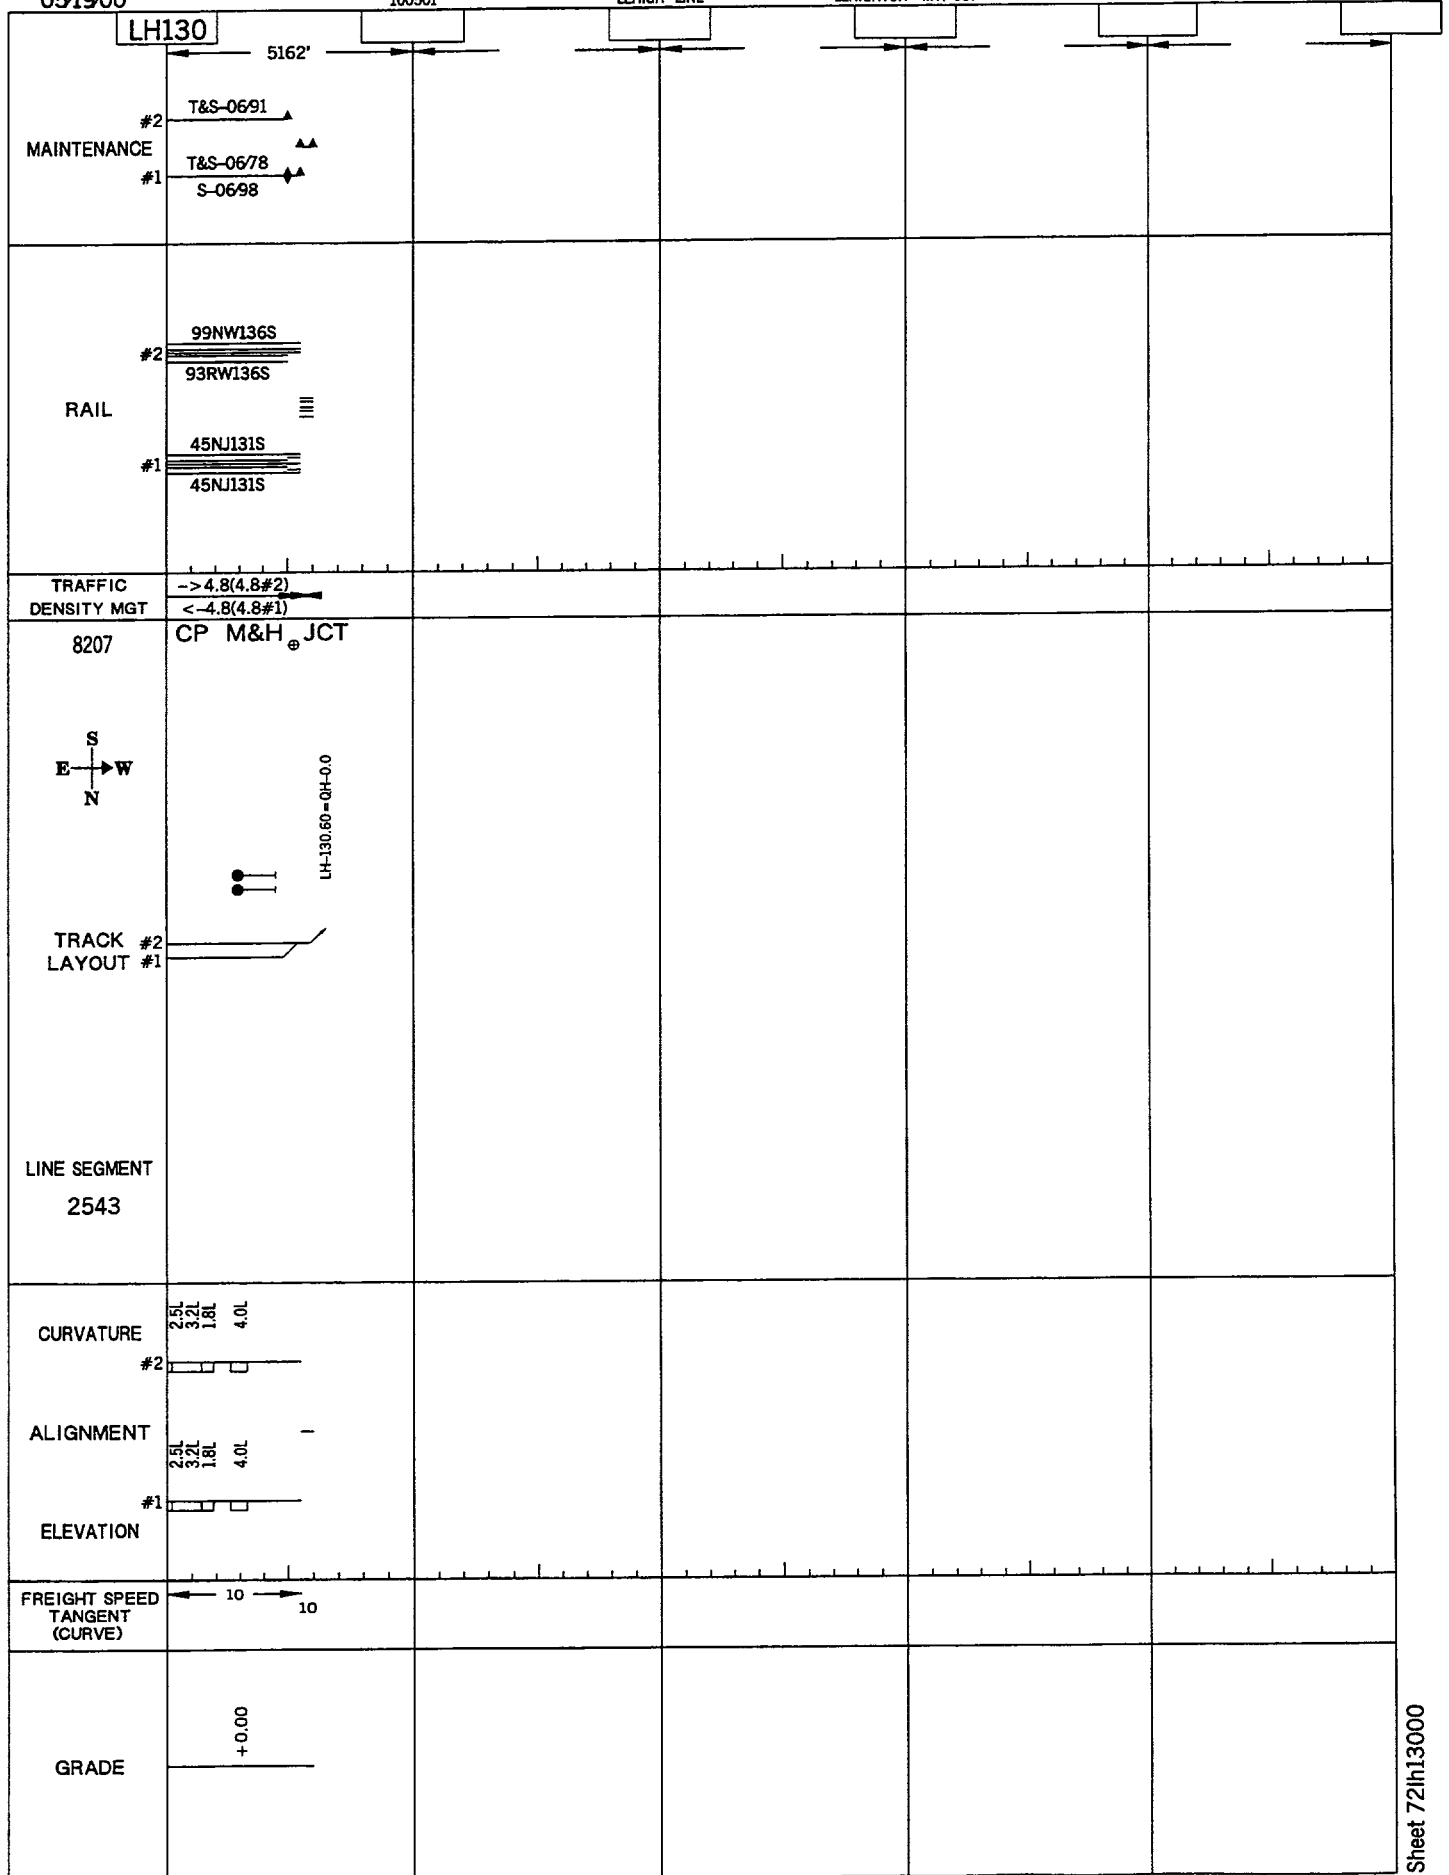 05/19/00
100501
LH130
5162'
T&S-06/91
#2
MAINTENANCE
T&S-06/78
#1
S-06/98
99NW136S
#2
93RW136S
RAIL
45NJ131S
#1
45NJ131S
TRAFFIC
DENSITY MGT
->4.8(4.8#2)
<-4.8(4.8#1)
8207
CP M&H JCT
S
E W
N
LH-130.60=QH-0.0
TRACK #2
LAYOUT #1
LINE SEGMENT
2543
CURVATURE
2.5L
3.2L
1.8L
4.0L
#2
ALIGNMENT
2.5L
3.2L
1.8L
4.0L
#1
ELEVATION
FREIGHT SPEED
TANGENT
(CURVE)
10
10
+0.00
GRADE
Sheet 72lh13000